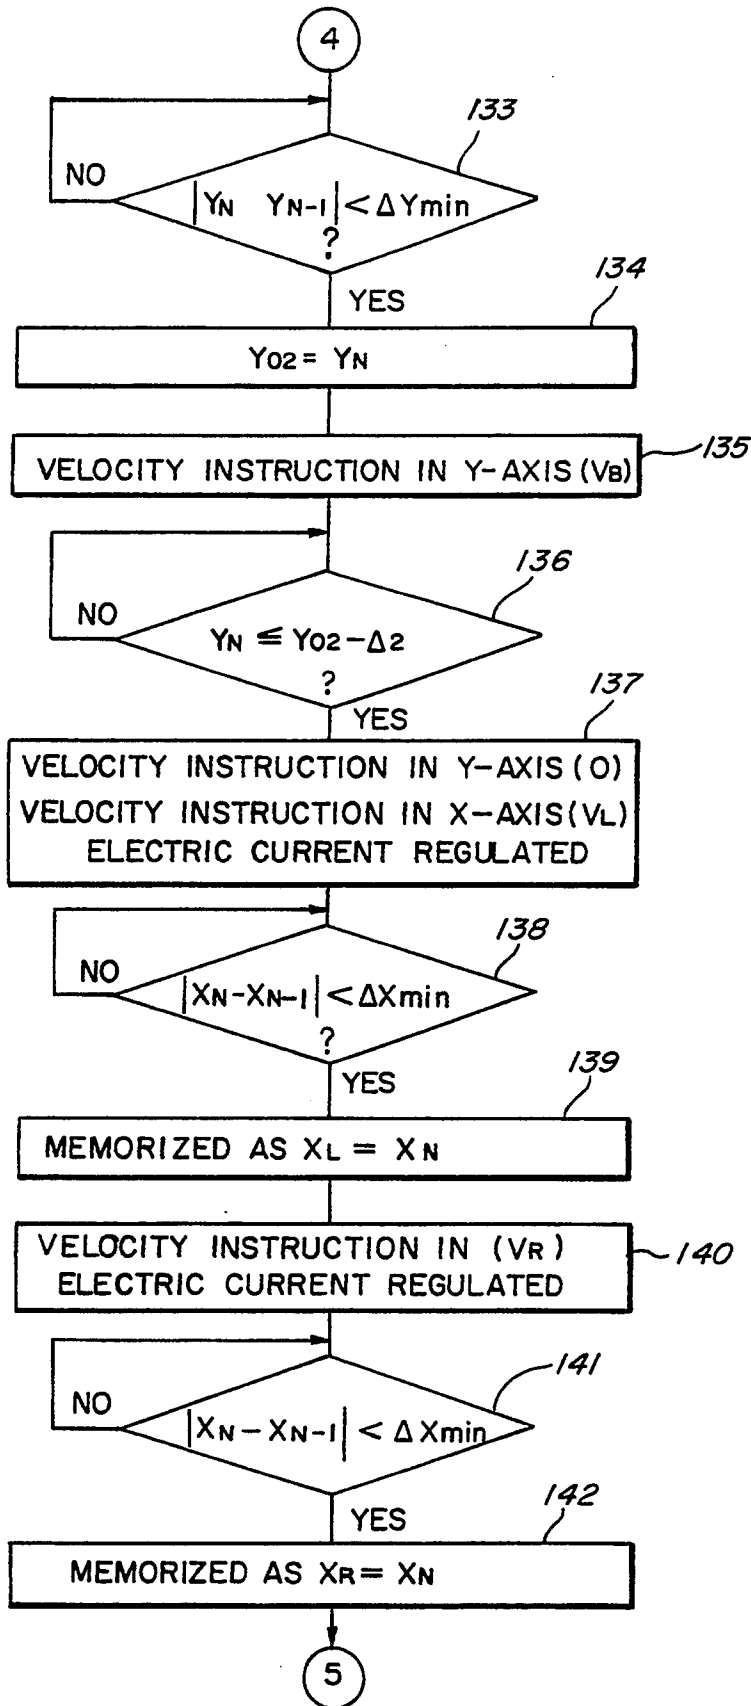 4
133
NO
|YN YN-1| < ΔYmin
?
YES
134
YO2 = YN
135
VELOCITY INSTRUCTION IN Y-AXIS (VB)
136
NO
YN ≦ YO2-Δ2
?
YES
137
VELOCITY INSTRUCTION IN Y-AXIS (O)
VELOCITY INSTRUCTION IN X-AXIS (VL)
ELECTRIC CURRENT REGULATED
138
NO
|XN-XN-1| < ΔXmin
?
YES
139
MEMORIZED AS XL = XN
VELOCITY INSTRUCTION IN (VR)
ELECTRIC CURRENT REGULATED
140
141
NO
|XN-XN-1| < ΔXmin
YES
142
MEMORIZED AS XR = XN
5